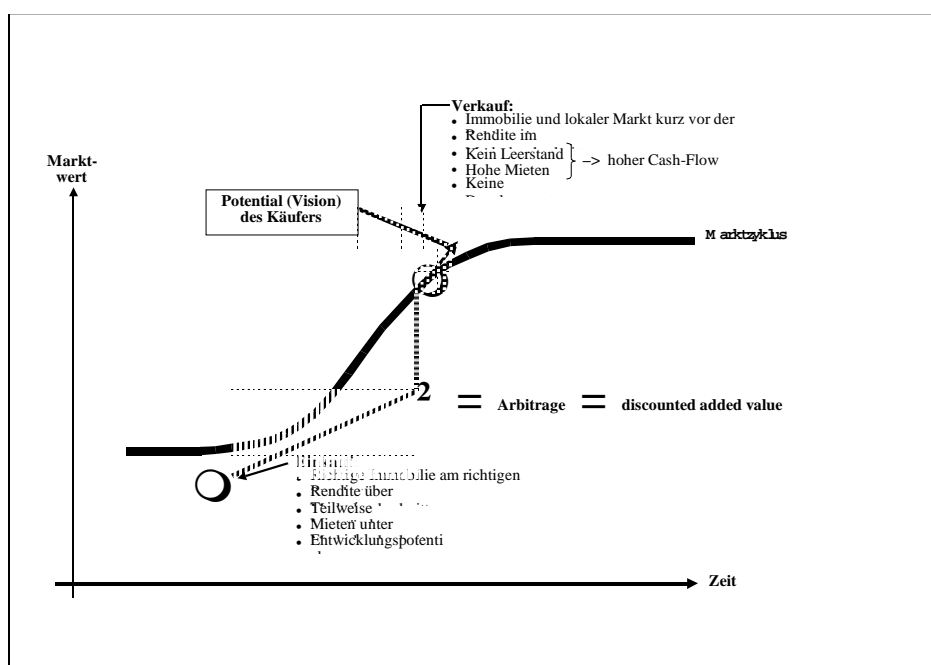 Verkauf:
• Immobilie und lokaler Markt kurz vor der
• Rendite im
• Kein Leerstand
• Hohe Mieten
–> hoher Cash-Flow
• Keine
Markt-
wert
Potential (Vision)
des Käufers
Marktzyklus
2 = Arbitrage = discounted added value
• Richtige Immobilie am richtigen
• Rendite über
• Teilweise
• Mieten unter
• Entwicklungspotenti
Zeit